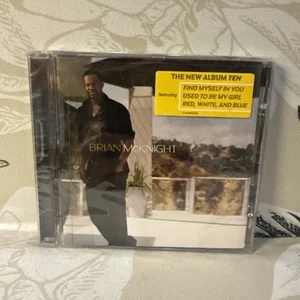 THE NEW ALBUM TEN
featuring
FIND MYSELF IN YOU
USED TO BE MY GIRL
RED, WHITE, AND BLUE
BRIAN MCKNIGHT